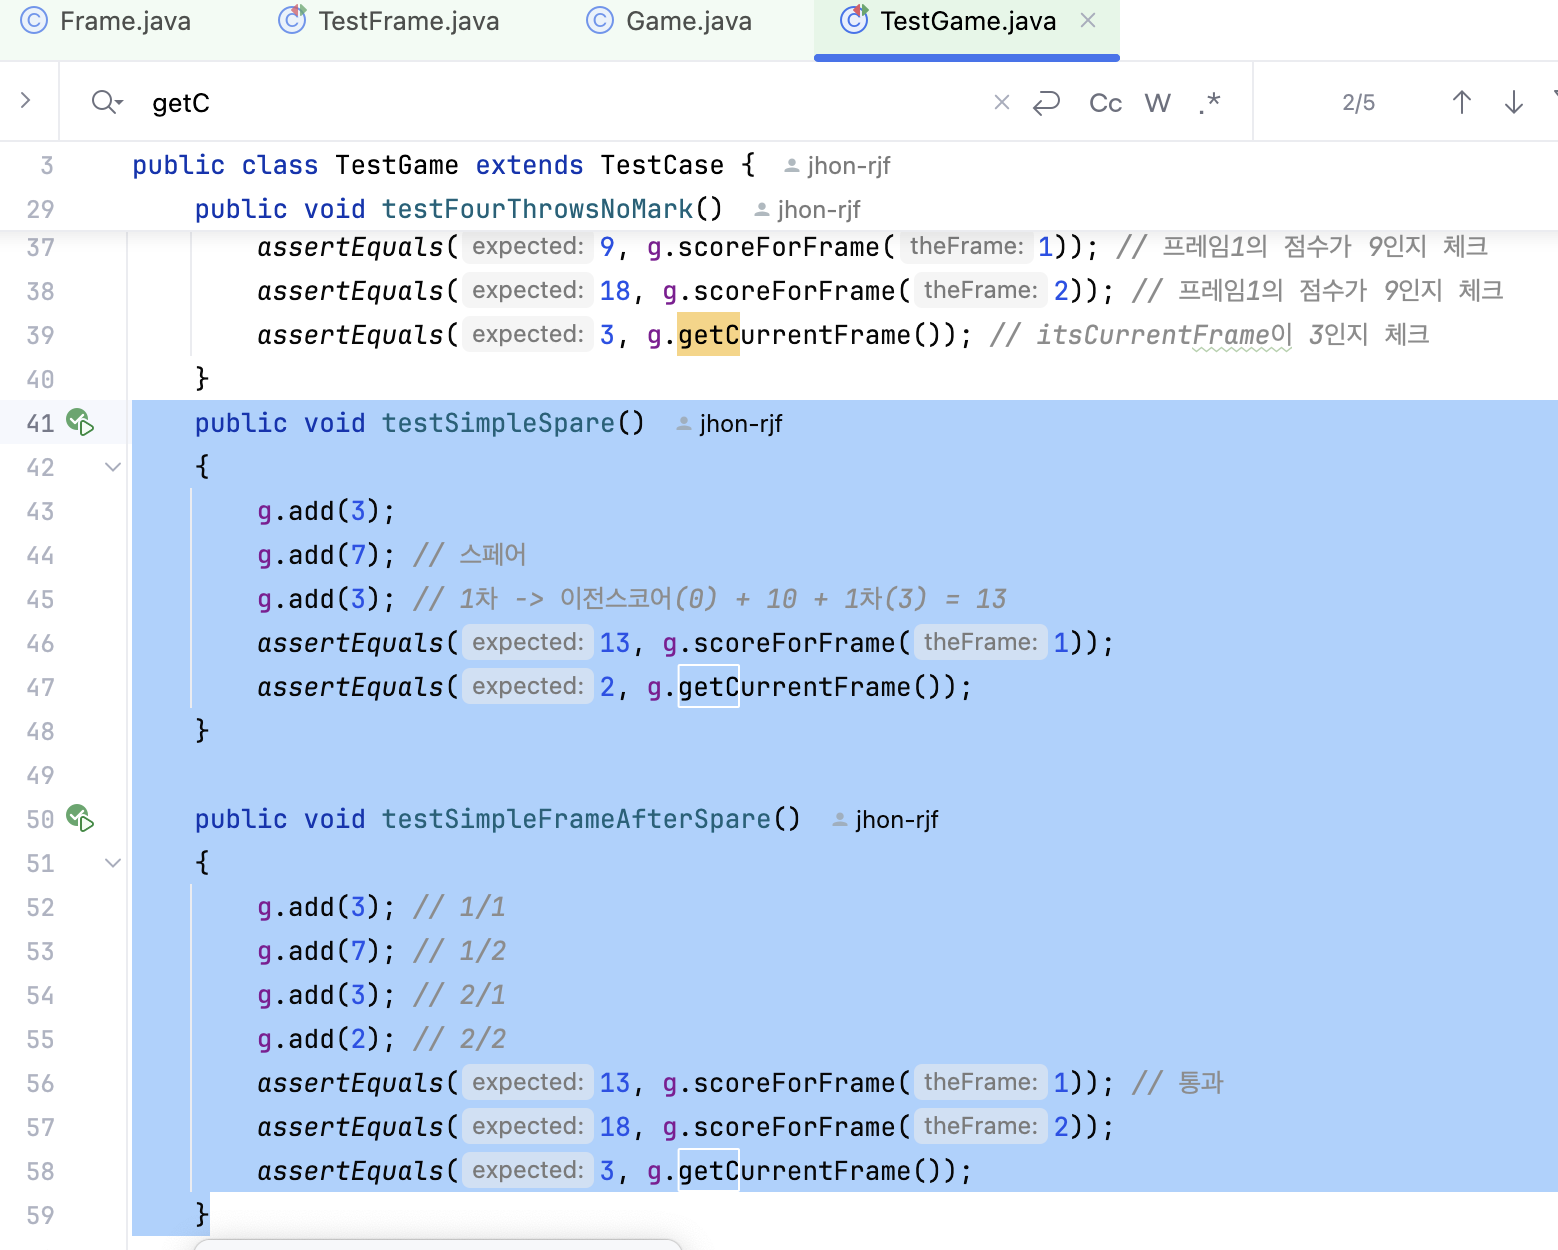 Frame.java TestFrame.java Game.java TestGame.java
getC Cc W .* 2/5
3 public class TestGame extends TestCase { jhon-rjf
29 public void testFourThrowsNoMark() jhon-rjf
37 assertEquals( expected: 9, g.scoreForFrame( theFrame: 1)); // 프레임1의 점수가 9인지 체크
38 assertEquals( expected: 18, g.scoreForFrame( theFrame: 2)); // 프레임1의 점수가 9인지 체크
39 assertEquals( expected: 3, g.getCurrentFrame()); // itsCurrentFrame이 3인지 체크
40 }
41 public void testSimpleSpare() jhon-rjf
42 {
43 g.add(3);
44 g.add(7); // 스페어
45 g.add(3); // 1차 -> 이전스코어(0) + 10 + 1차(3) = 13
46 assertEquals( expected: 13, g.scoreForFrame( theFrame: 1));
47 assertEquals( expected: 2, g.getCurrentFrame());
48 }
49
50 public void testSimpleFrameAfterSpare() jhon-rjf
51 {
52 g.add(3); // 1/1
53 g.add(7); // 1/2
54 g.add(3); // 2/1
55 g.add(2); // 2/2
56 assertEquals( expected: 13, g.scoreForFrame( theFrame: 1)); // 통과
57 assertEquals( expected: 18, g.scoreForFrame( theFrame: 2));
58 assertEquals( expected: 3, g.getCurrentFrame());
59 }